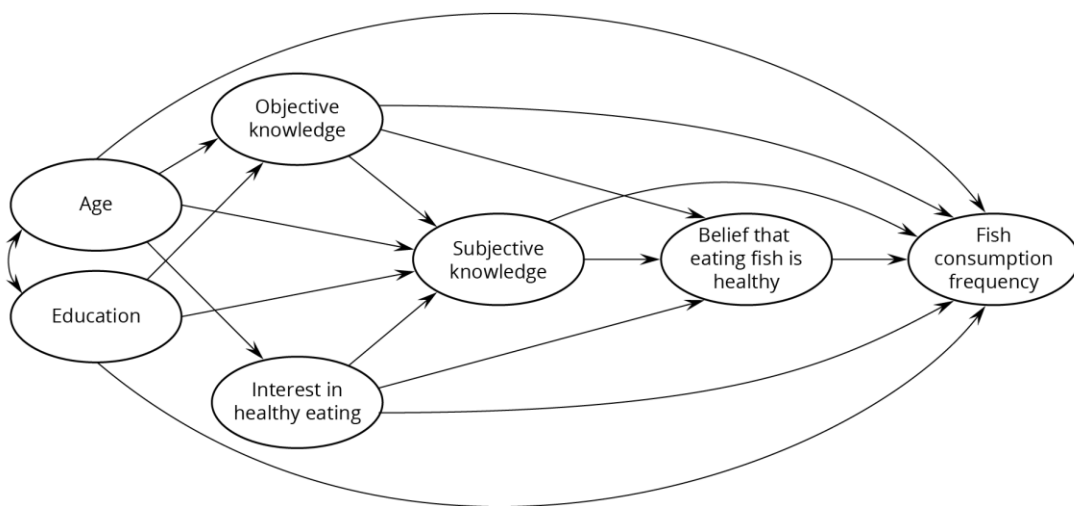 Objective
knowledge
Age
Education
Subjective
knowledge
Interest in
healthy eating
Belief that
eating fish is
healthy
Fish
consumption
frequency